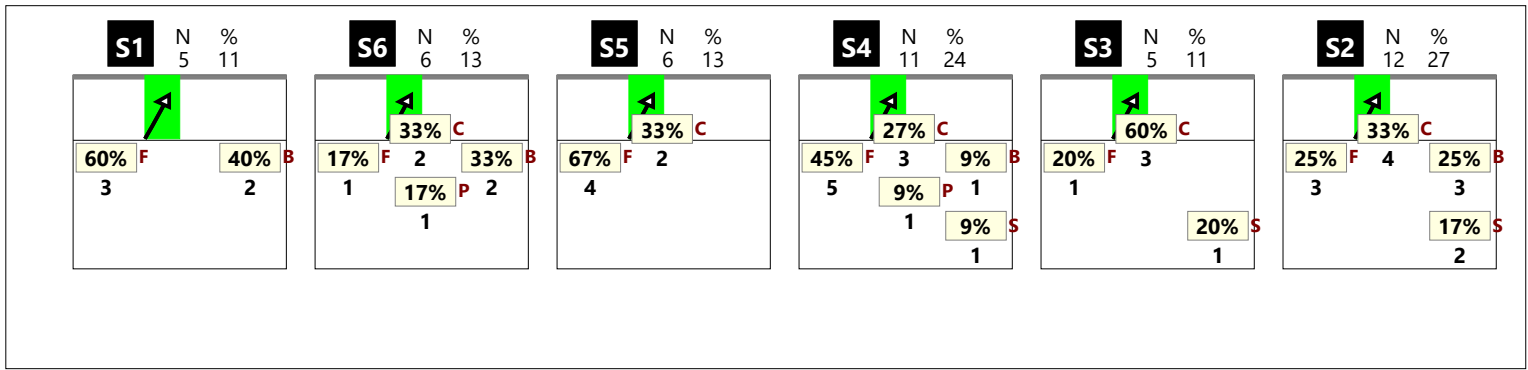 S1 N % S6 N % S5 N % S4 N % S3 N % S2 N %
5 11 6 13 6 13 11 24 5 11 12 27
33% C 33% C 27% C 60% C 33% C
60% F 40% B 17% F 2 33% B 67% F 2 45% F 3 9% B 20% F 3 25% F 4 25% B
3 2 1 17% P 2 4 5 9% P 1 1 3 3
1 1 9% S 20% S 17% S
1 1 2